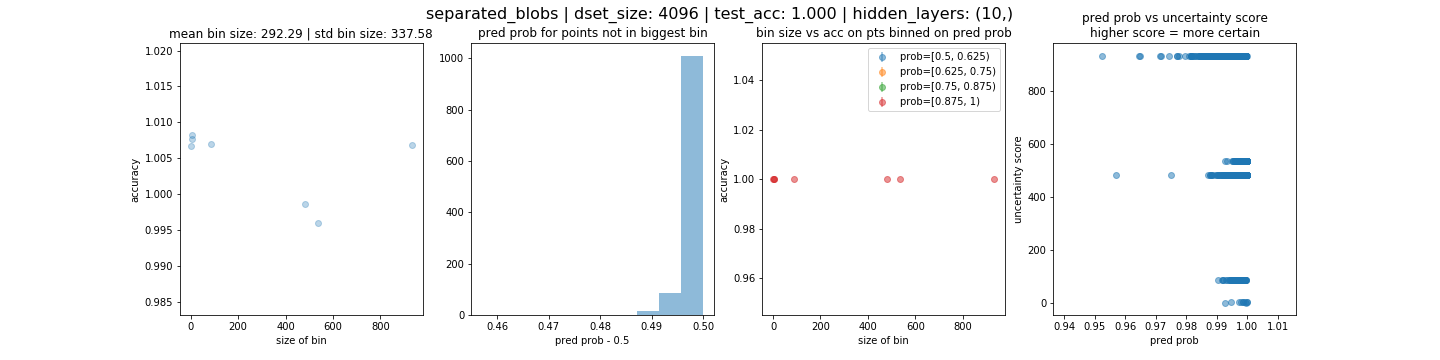 separated_blobs | dset_size: 4096 | test_acc: 1.000 | hidden_layers: (10,)
mean bin size: 292.29 | std bin size: 337.58
1.020
1.015
1.010
1.005
1.000
0.995
0.990
0.985
accuracy
0 200 400 600 800
size of bin
pred prob for points not in biggest bin
1000
800
600
400
200
0
0.46 0.47 0.48 0.49 0.50
pred prob - 0.5
bin size vs acc on pts binned on pred prob
prob=[0.5, 0.625)
prob=[0.625, 0.75)
prob=[0.75, 0.875)
prob=[0.875, 1)
1.04
1.02
1.00
0.98
0.96
accuracy
0 200 400 600 800
size of bin
pred prob vs uncertainty score
higher score = more certain
800
600
400
200
0
uncertainty score
0.94 0.95 0.96 0.97 0.98 0.99 1.00 1.01
pred prob